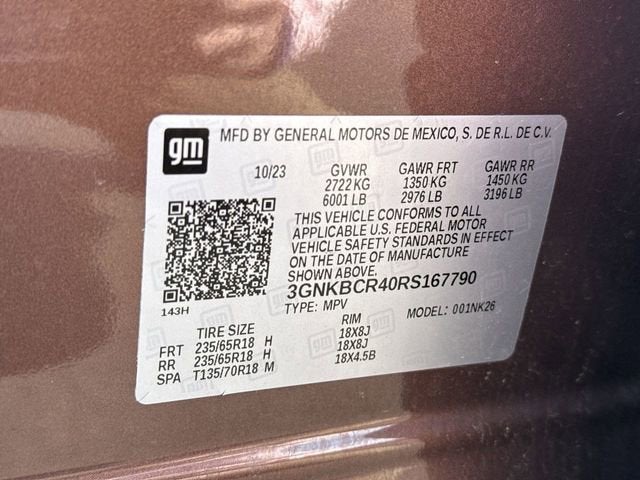 gm
MFD BY GENERAL MOTORS DE MEXICO, S. DE R.L. DE C.V.
10/23 GVWR GAWR FRT GAWR RR
2722 KG 1350 KG 1450 KG
6001 LB 2976 LB 3196 LB
THIS VEHICLE CONFORMS TO ALL
APPLICABLE U.S. FEDERAL MOTOR
VEHICLE SAFETY STANDARDS IN EFFECT
ON THE DATE OF MANUFACTURE
SHOWN ABOVE.
3GNKBCR40RS167790
143H
TYPE: MPV MODEL: 001NK26
TIRE SIZE RIM
FRT 235/65R18 H 18X8J
RR 235/65R18 H 18X8J
SPA T135/70R18 M 18X4.5B